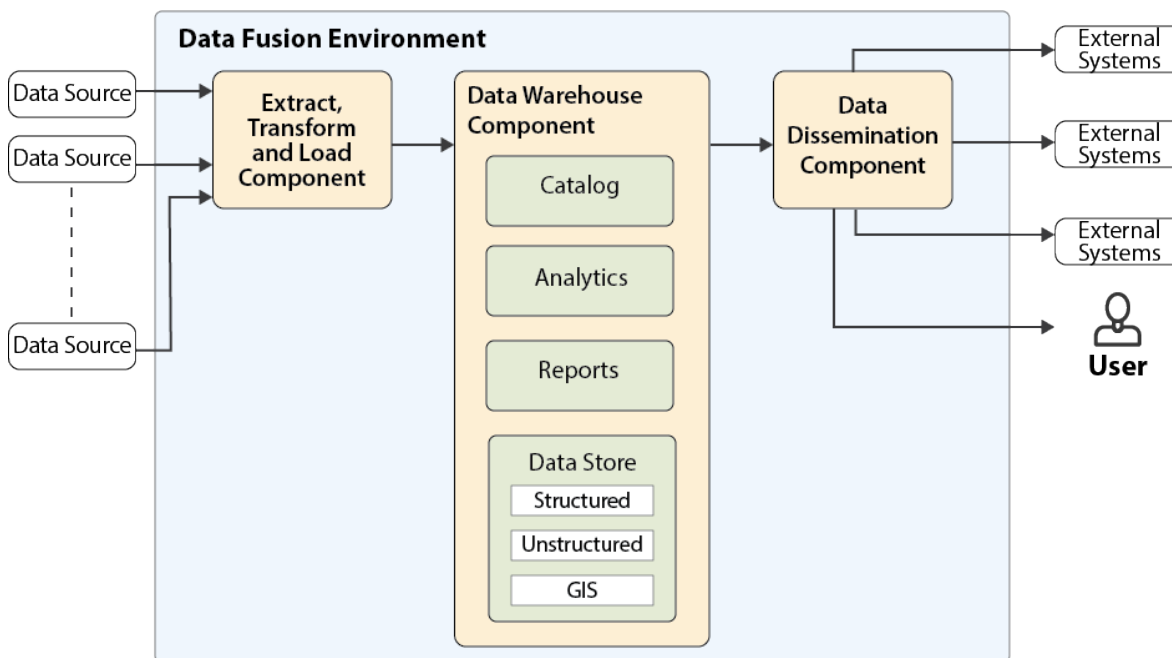 Data Fusion Environment
Data Source
Data Source
Data Source
Extract,
Transform
and Load
Component
Data Warehouse
Component
Catalog
Analytics
Reports
Data Store
Structured
Unstructured
GIS
Data
Dissemination
Component
External
Systems
External
Systems
External
Systems
User